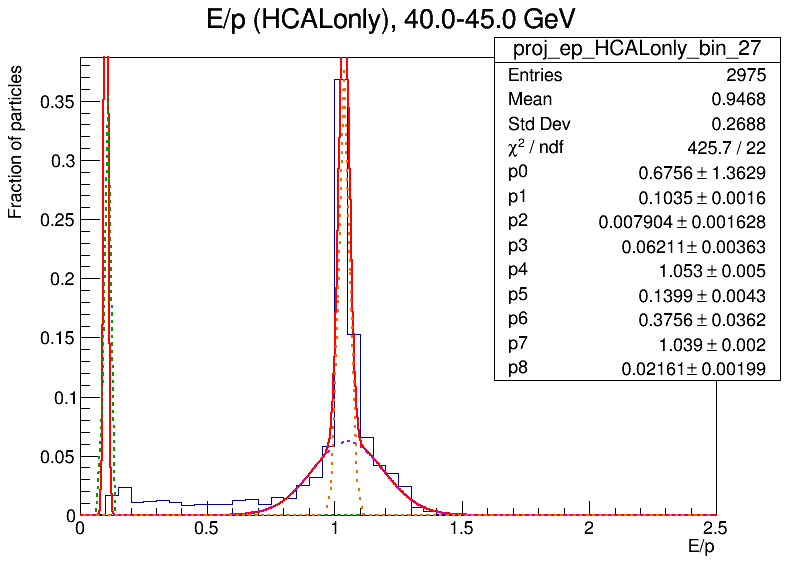 E/p (HCALonly), 40.0-45.0 GeV
Fraction of particles
proj_ep_HCALonly_bin_27
Entries 2975
Mean 0.9468
Std Dev 0.2688
χ² / ndf 425.7 / 22
p0 0.6756 ± 1.3629
p1 0.1035 ± 0.0016
p2 0.007904 ± 0.001628
p3 0.06211 ± 0.00363
p4 1.053 ± 0.005
p5 0.1399 ± 0.0043
p6 0.3756 ± 0.0362
p7 1.039 ± 0.002
p8 0.02161 ± 0.00199
0.35
0.3
0.25
0.2
0.15
0.1
0.05
0
0 0.5 1 1.5 2 2.5
E/p